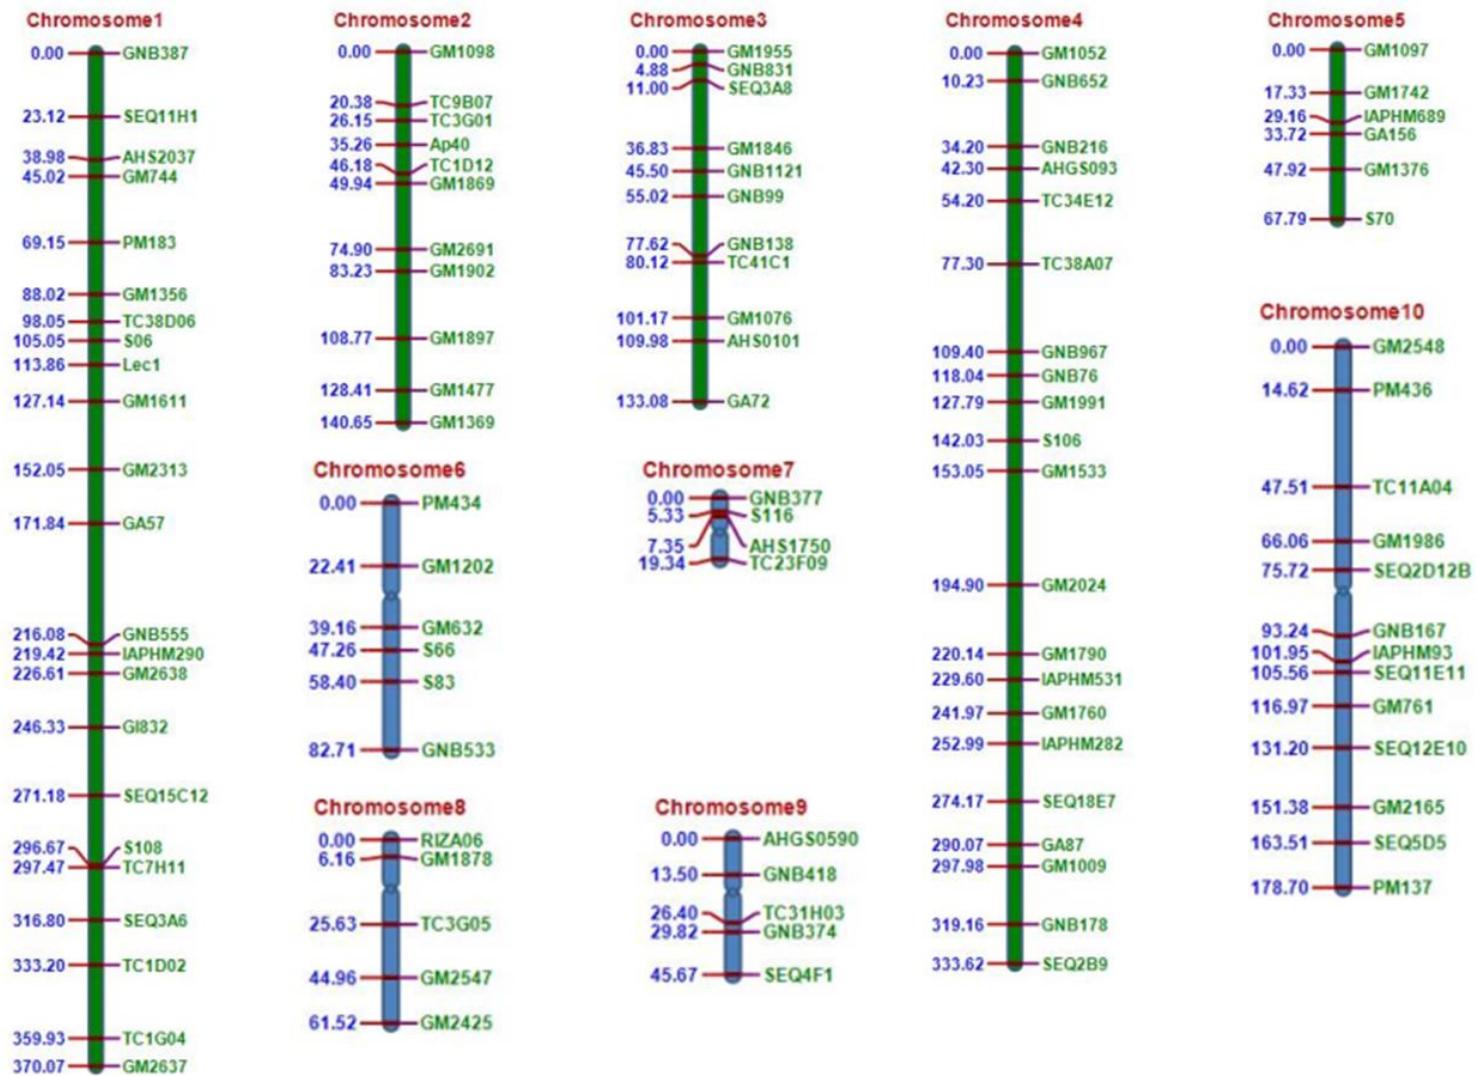 Chromosome1
0.00 GNB387
23.12 SEQ11H1
38.98 AHS2037
45.02 GM744
69.15 PM183
88.02 GM1356
98.05 TC38D06
105.05 S06
113.86 Lec1
127.14 GM1611
152.05 GM2313
171.84 GA57
216.08 GNB555
219.42 IAPHM290
226.61 GM2638
246.33 GI832
271.18 SEQ15C12
296.67 S108
297.47 TC7H11
316.80 SEQ3A6
333.20 TC1D02
359.93 TC1G04
370.07 GM2637
Chromosome2
0.00 GM1098
20.38 TC9B07
26.15 TC3G01
35.26 Ap40
46.18 TC1D12
49.94 GM1869
74.90 GM2691
83.23 GM1902
108.77 GM1897
128.41 GM1477
140.65 GM1369
Chromosome3
0.00 GM1955
4.88 GNB831
11.00 SEQ3A8
36.83 GM1846
45.50 GNB1121
55.02 GNB99
77.62 GNB138
80.12 TC41C1
101.17 GM1076
109.98 AHS0101
133.08 GA72
Chromosome4
0.00 GM1052
10.23 GNB652
34.20 GNB216
42.30 AHGS093
54.20 TC34E12
77.30 TC38A07
109.40 GNB967
118.04 GNB76
127.79 GM1991
142.03 S106
153.05 GM1533
194.90 GM2024
220.14 GM1790
229.60 IAPHM531
241.97 GM1760
252.99 IAPHM282
274.17 SEQ18E7
290.07 GA87
297.98 GM1009
319.16 GNB178
333.62 SEQ2B9
Chromosome5
0.00 GM1097
17.33 GM1742
29.16 IAPHM689
33.72 GA156
47.92 GM1376
67.79 S70
Chromosome6
0.00 PM434
22.41 GM1202
39.16 GM632
47.26 S66
58.40 S83
82.71 GNB533
Chromosome7
0.00 GNB377
5.33 S116
7.35 AHS1750
19.34 TC23F09
Chromosome8
0.00 RIZA06
6.16 GM1878
25.63 TC3G05
44.96 GM2547
61.52 GM2425
Chromosome9
0.00 AHGS0590
13.50 GNB418
26.40 TC31H03
29.82 GNB374
45.67 SEQ4F1
Chromosome10
0.00 GM2548
14.62 PM436
47.51 TC11A04
66.06 GM1986
75.72 SEQ2D12B
93.24 GNB167
101.95 IAPHM93
105.56 SEQ11E11
116.97 GM761
131.20 SEQ12E10
151.38 GM2165
163.51 SEQ5D5
178.70 PM137